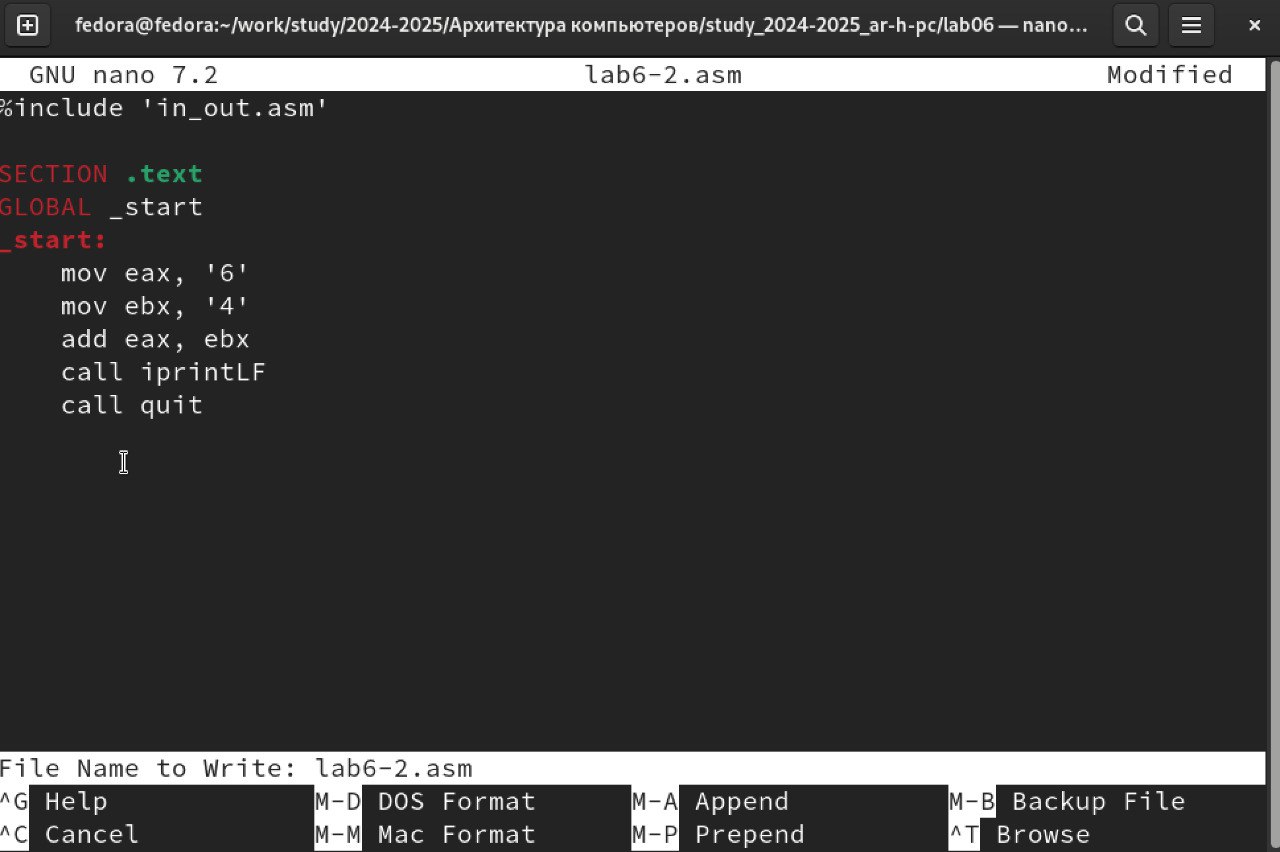 fedora@fedora:~/work/study/2024-2025/Архитектура компьютеров/study_2024-2025_ar-h-pc/lab06 — nano...
GNU nano 7.2 lab6-2.asm Modified
%include 'in_out.asm'
SECTION .text
GLOBAL _start
_start:
mov eax, '6'
mov ebx, '4'
add eax, ebx
call iprintLF
call quit
File Name to Write: lab6-2.asm
^G Help M-D DOS Format M-A Append M-B Backup File
^C Cancel M-M Mac Format M-P Prepend ^T Browse